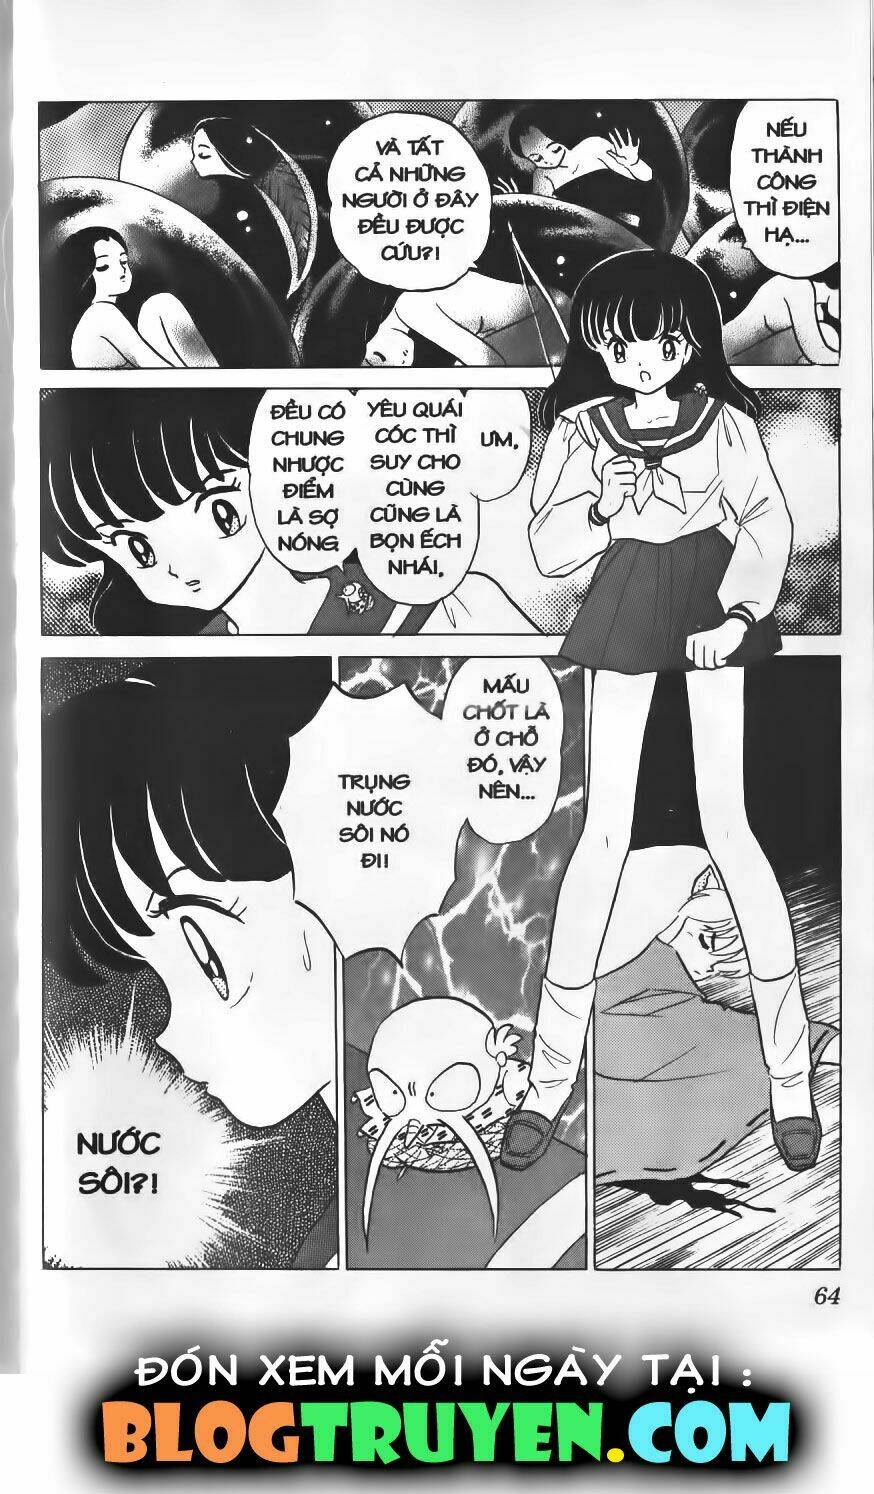 NẾU
THÀNH
CÔNG
THÌ ĐIỆN
HẠ...
VÀ TẤT
CẢ NHỮNG
NGƯỜI Ở ĐÂY
ĐỀU ĐƯỢC
CỨU?!
ƯM,
YÊU QUÁI
CÓC THÌ
SUY CHO
CÙNG
CŨNG LÀ
BỌN ẾCH
NHÁI,
ĐỀU CÓ
CHUNG
NHƯỢC
ĐIỂM
LÀ SỢ
NÓNG.
MẤU
CHỐT LÀ
Ở CHỖ
ĐÓ, VẬY
NÊN...
TRỤNG
NƯỚC
SÔI NÓ
ĐI!
NƯỚC
SÔI?!
64
ĐÓN XEM MỖI NGÀY TẠI :
BLOGTRUYEN.COM